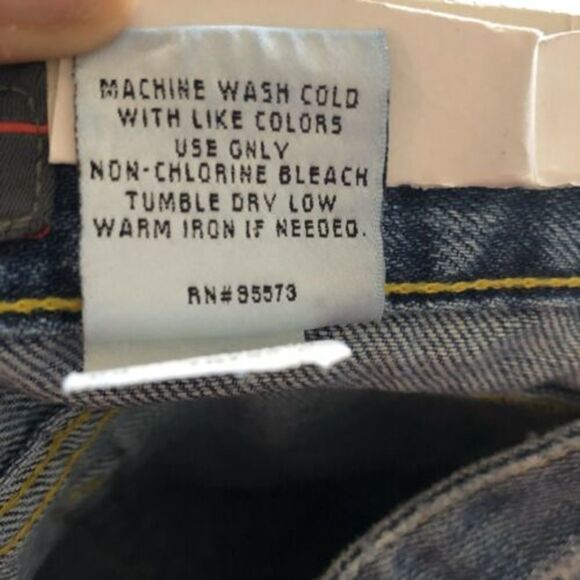 MACHINE WASH COLD
WITH LIKE COLORS
USE ONLY
NON-CHLORINE BLEACH
TUMBLE DRY LOW
WARM IRON IF NEEDED.
RN#95573